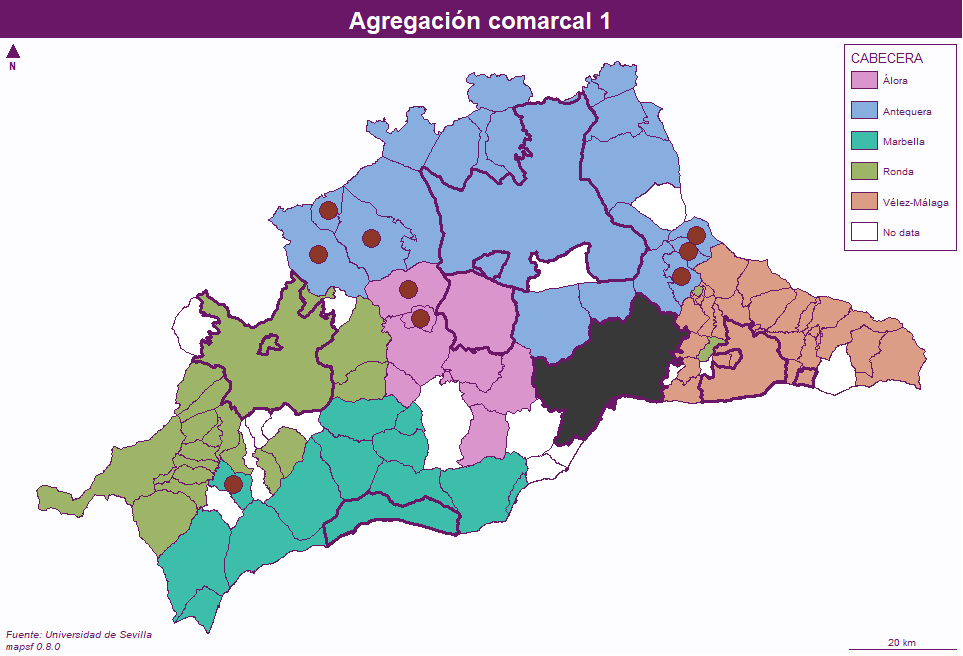 Agregación comarcal 1
N
CABECERA
Álora
Antequera
Marbella
Ronda
Vélez-Málaga
No data
Fuente: Universidad de Sevilla
mapsf 0.8.0
20 km